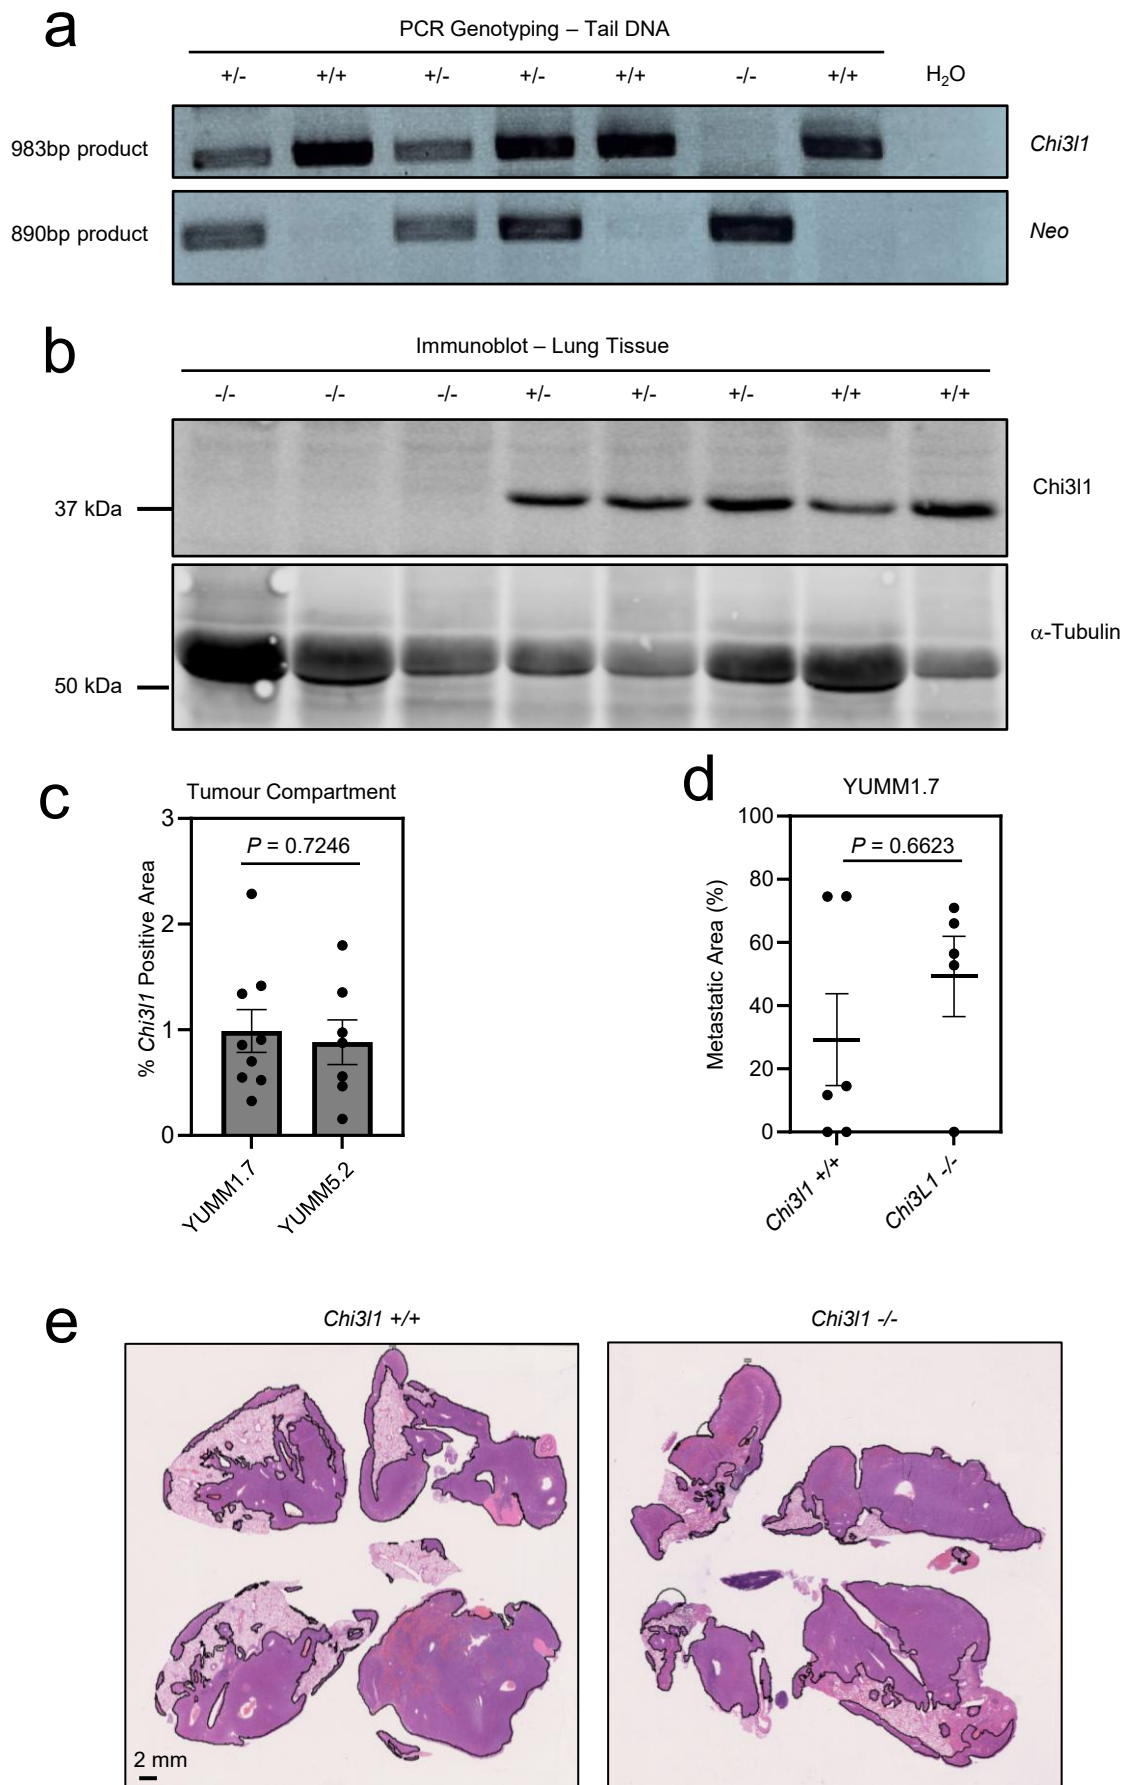 a
PCR Genotyping – Tail DNA
+/- +/+ +/- +/- +/+ -/- +/+ H₂O
983bp product Chi3l1
890bp product Neo
b
Immunoblot – Lung Tissue
-/- -/- -/- +/- +/- +/- +/+ +/+
37 kDa Chi3l1
50 kDa α-Tubulin
c
Tumour Compartment
% Chi3l1 Positive Area
3
2
1
0
P = 0.7246
YUMM1.7 YUMM5.2
d
YUMM1.7
Metastatic Area (%)
100
80
60
40
20
0
P = 0.6623
Chi3l1 +/+ Chi3L1 -/-
e
Chi3l1 +/+ Chi3l1 -/-
2 mm